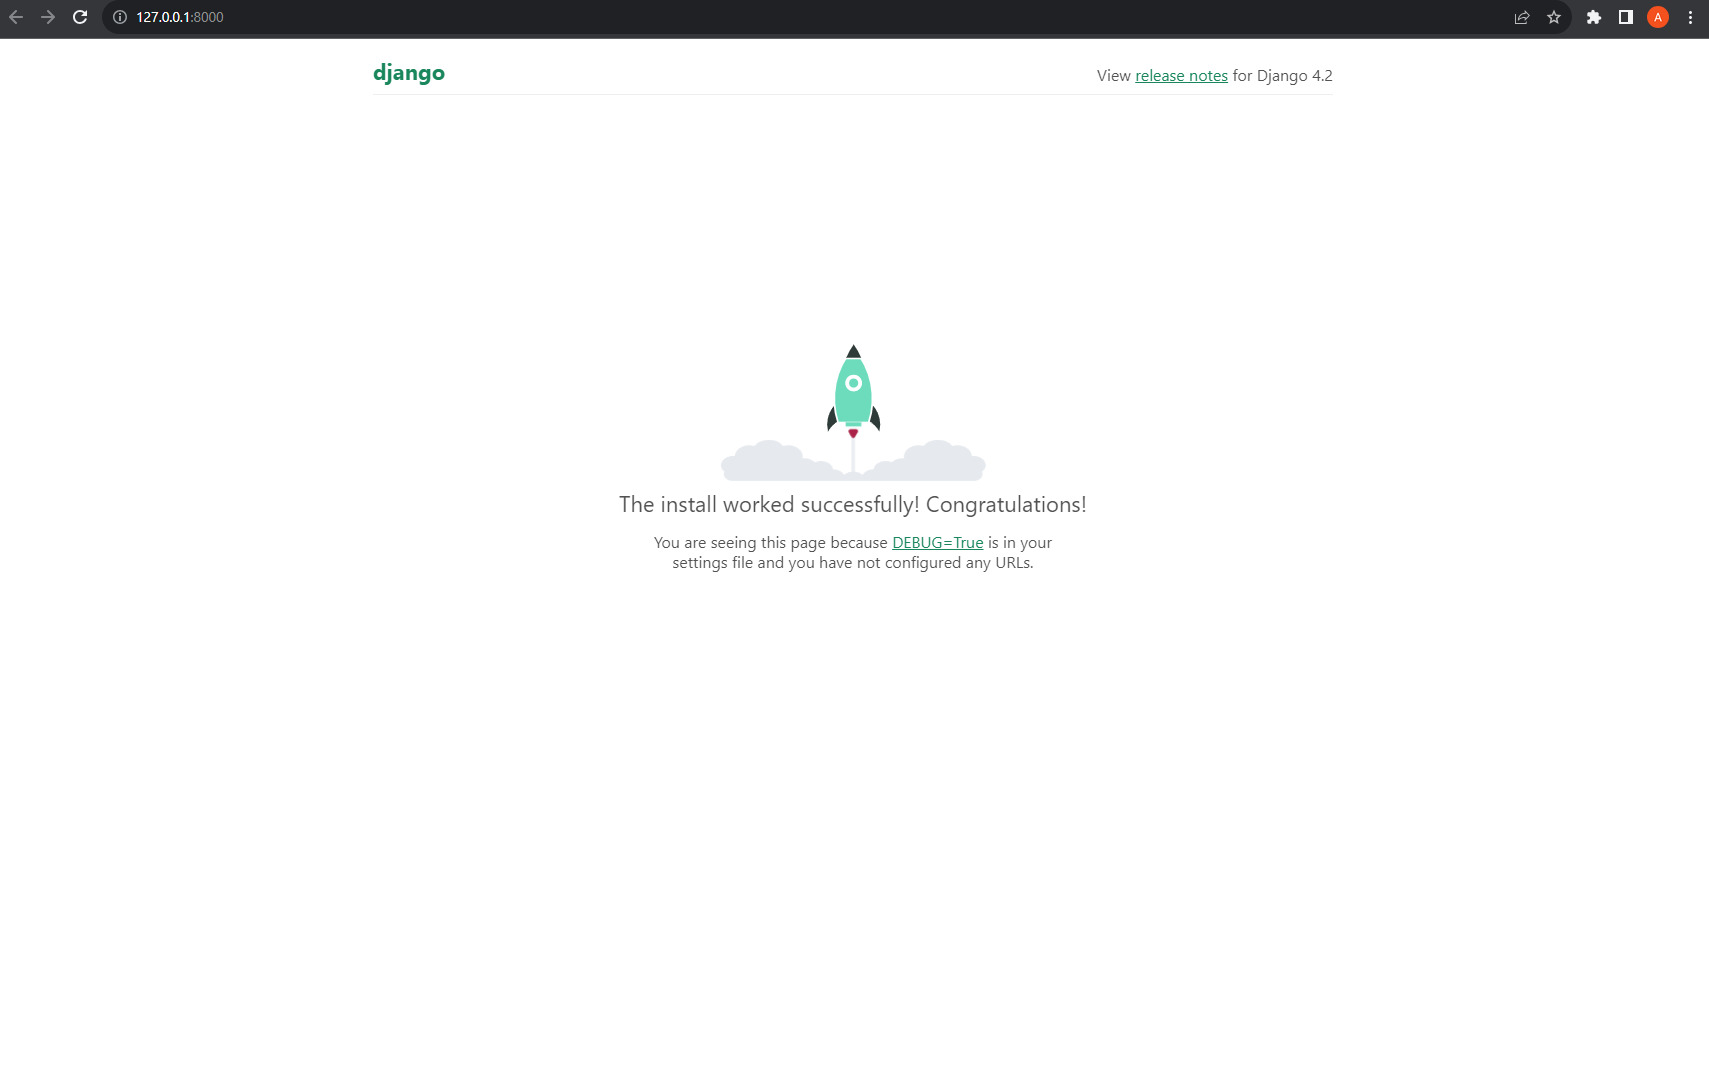 127.0.0.1:8000
A
django
View release notes for Django 4.2
The install worked successfully! Congratulations!
You are seeing this page because DEBUG=True is in your
settings file and you have not configured any URLs.